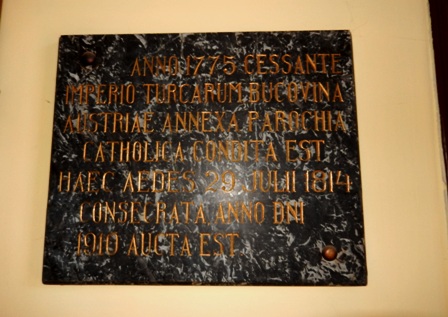 ANNO 1775 CESSANTE
IMPERIO TURCARUM BUCOVINA
AUSTRIAE ANNEXA PAROCHIA
CATHOLICA CONDITA EST
HAEC AEDES 29 JULII 1814
CONSECRATA ANNO DNI
1910 AUCTA EST